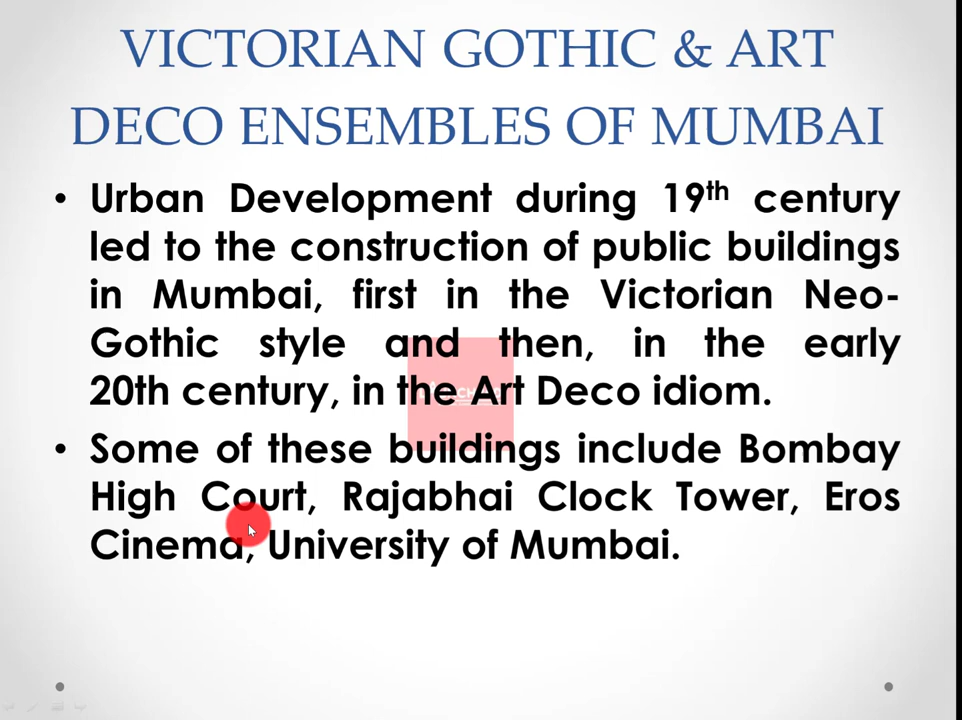 VICTORIAN GOTHIC & ART
DECO ENSEMBLES OF MUMBAI
• Urban Development during 19th century
led to the construction of public buildings
in Mumbai, first in the Victorian Neo-
Gothic style and then, in the early
20th century, in the Art Deco idiom.
• Some of these buildings include Bombay
High Court, Rajabhai Clock Tower, Eros
Cinema, University of Mumbai.